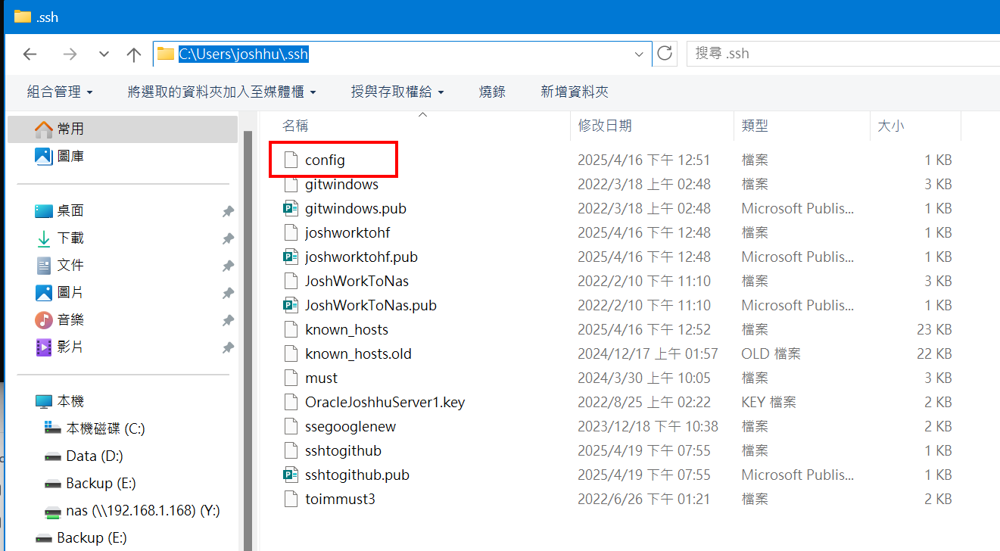 .ssh
C:\Users\joshhu\.ssh
搜尋 .ssh
組合管理 將選取的資料夾加入至媒體櫃 授與存取權給 燒錄 新增資料夾
常用
圖庫
桌面
下載
文件
圖片
音樂
影片
本機
本機磁碟 (C:)
Data (D:)
Backup (E:)
nas (\\192.168.1.168) (Y:)
Backup (E:)
名稱 修改日期 類型 大小
config 2025/4/16 下午 12:51 檔案 1 KB
gitwindows 2022/3/18 上午 02:48 檔案 3 KB
gitwindows.pub 2022/3/18 上午 02:48 Microsoft Publis... 1 KB
joshworktohf 2025/4/16 下午 12:48 檔案 1 KB
joshworktohf.pub 2025/4/16 下午 12:48 Microsoft Publis... 1 KB
JoshWorkToNas 2022/2/10 下午 11:10 檔案 3 KB
JoshWorkToNas.pub 2022/2/10 下午 11:10 Microsoft Publis... 1 KB
known_hosts 2025/4/16 下午 12:52 檔案 23 KB
known_hosts.old 2024/12/17 上午 01:57 OLD 檔案 22 KB
must 2024/3/30 上午 10:05 檔案 3 KB
OracleJoshhuServer1.key 2022/8/25 上午 02:22 KEY 檔案 2 KB
ssegooglenew 2023/12/18 下午 10:38 檔案 2 KB
sshtogithub 2025/4/19 下午 07:55 檔案 1 KB
sshtogithub.pub 2025/4/19 下午 07:55 Microsoft Publis... 1 KB
toimmust3 2022/6/26 下午 01:21 檔案 2 KB